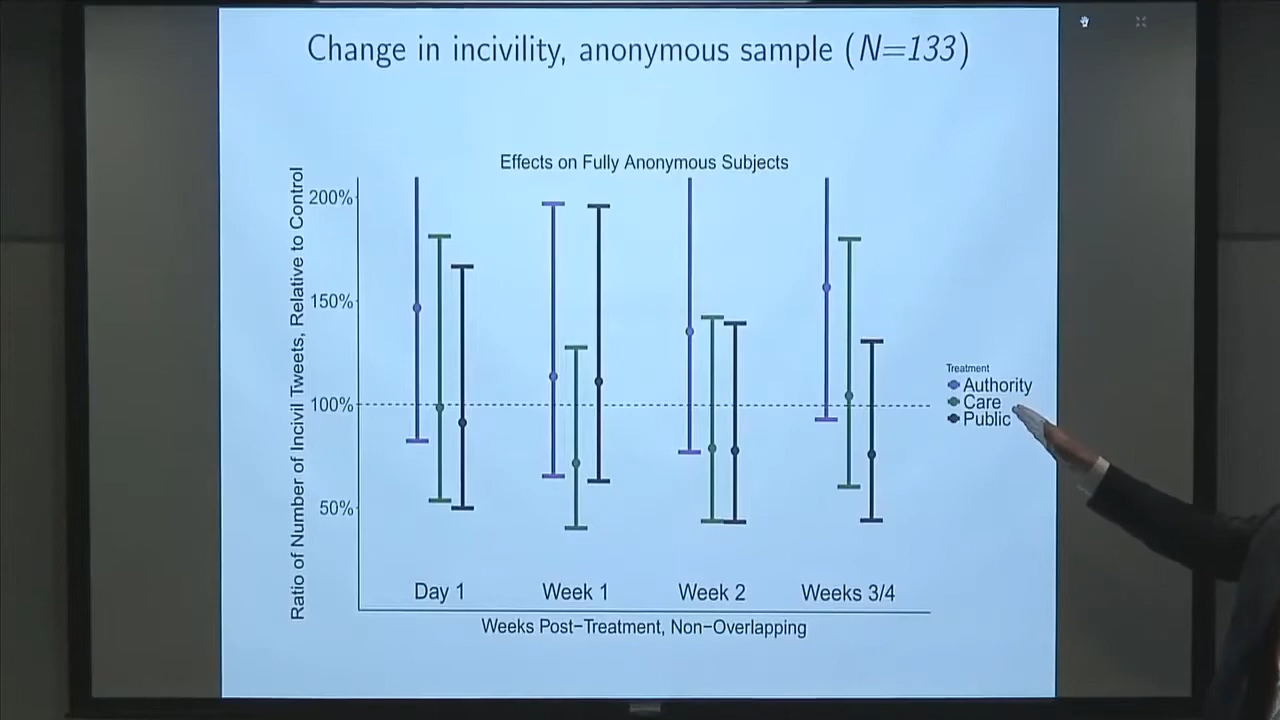 Change in incivility, anonymous sample (N=133)
Effects on Fully Anonymous Subjects
Ratio of Number of Incivil Tweets, Relative to Control
200%
150%
100%
50%
Treatment
Authority
Care
Public
Day 1
Week 1
Week 2
Weeks 3/4
Weeks Post-Treatment, Non-Overlapping